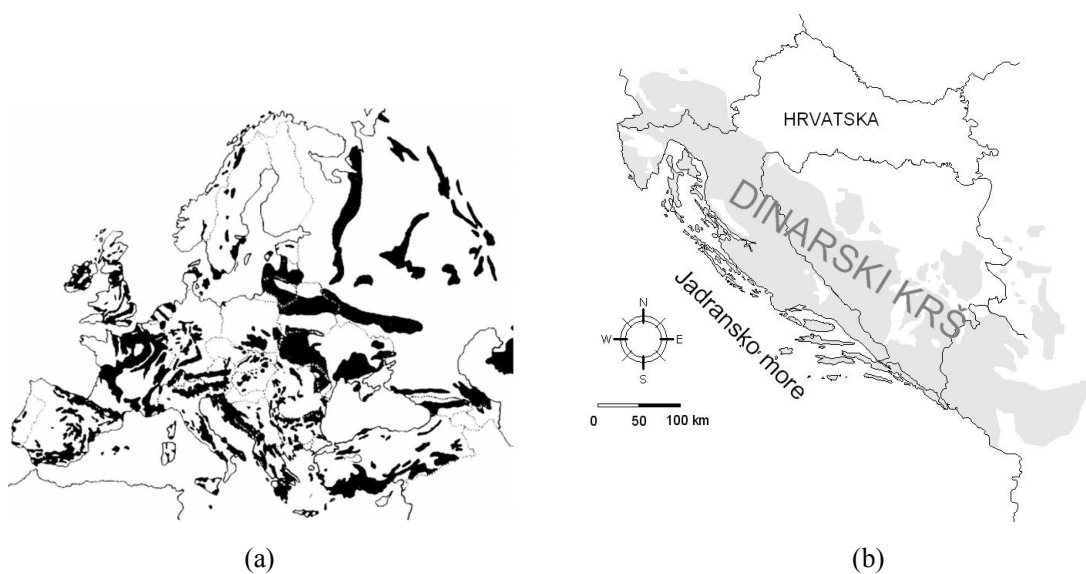 HRVATSKA
DINARSKI KRŠ
Jadransko more
N
W E
S
0 50 100 km
(a) (b)